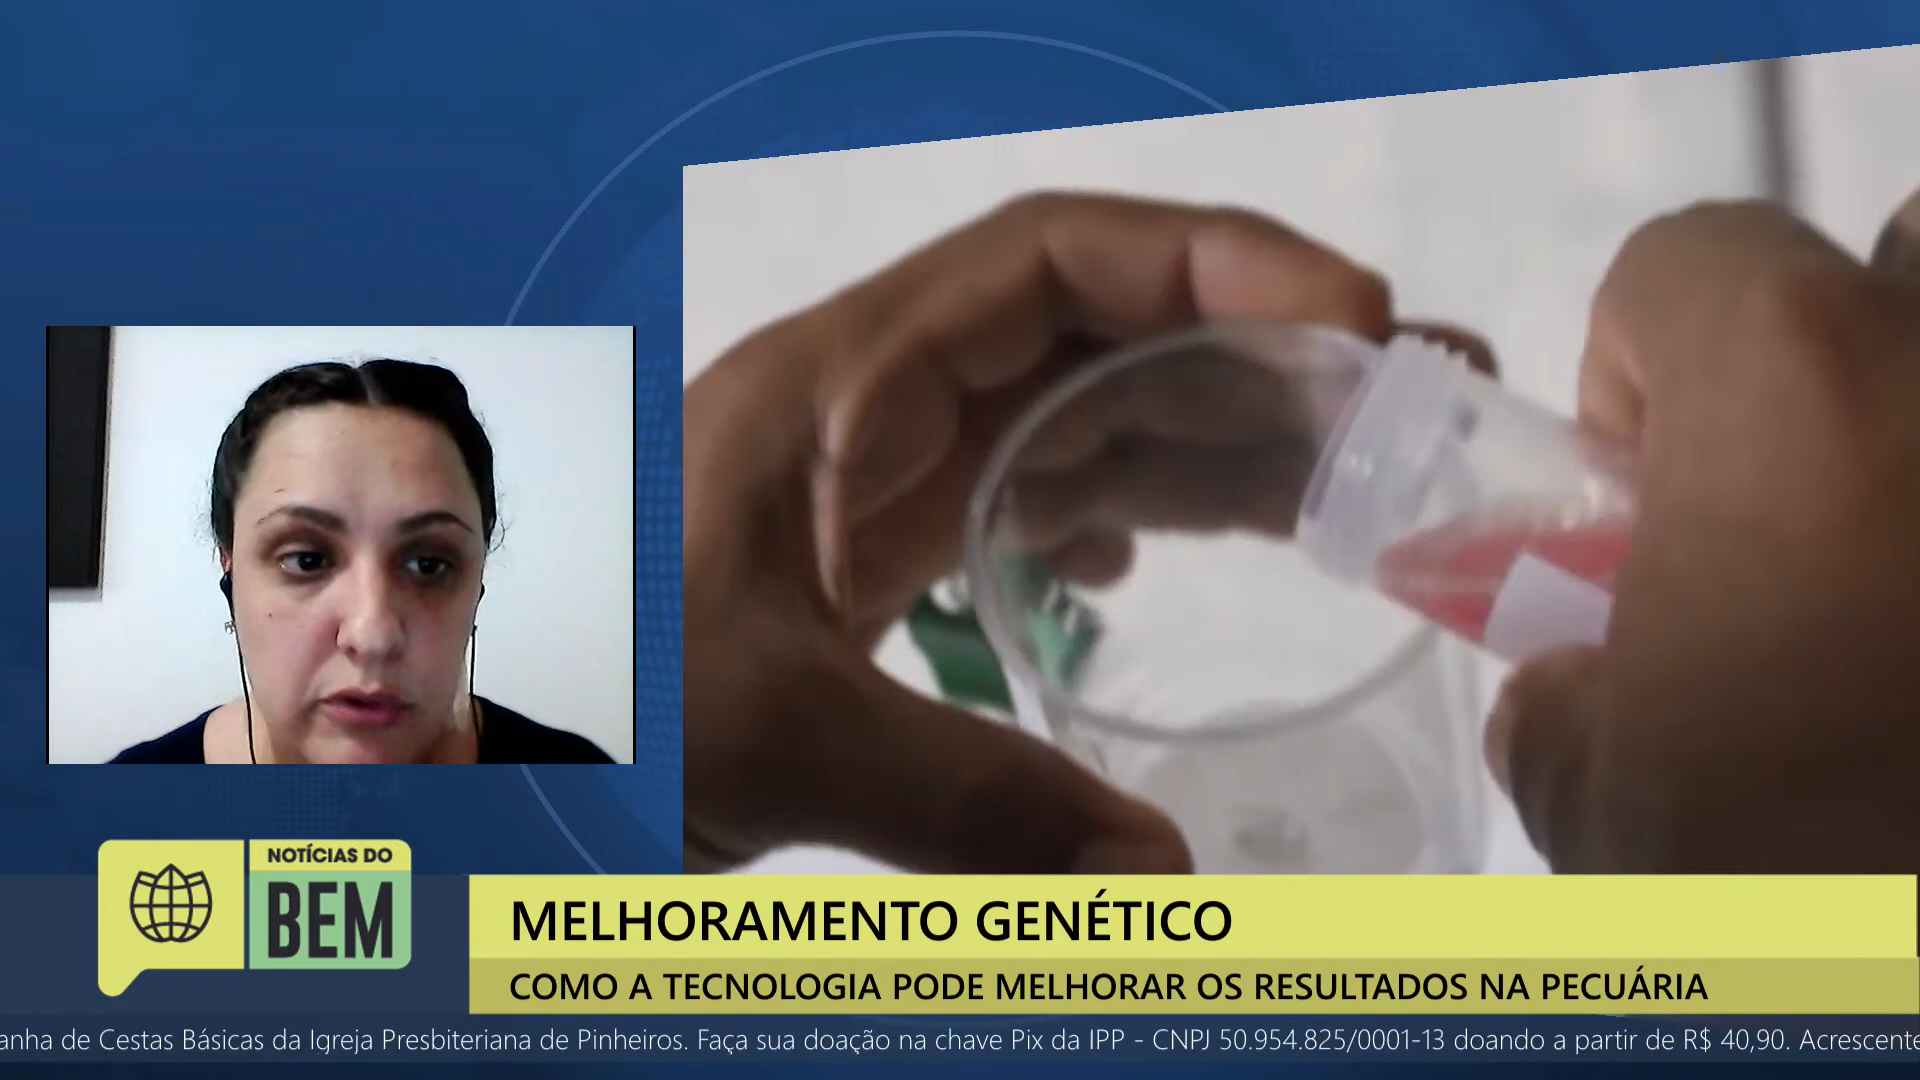 NOTÍCIAS DO
BEM
MELHORAMENTO GENÉTICO
COMO A TECNOLOGIA PODE MELHORAR OS RESULTADOS NA PECUÁRIA
anha de Cestas Básicas da Igreja Presbiteriana de Pinheiros. Faça sua doação na chave Pix da IPP - CNPJ 50.954.825/0001-13 doando a partir de R$ 40,90. Acrescente